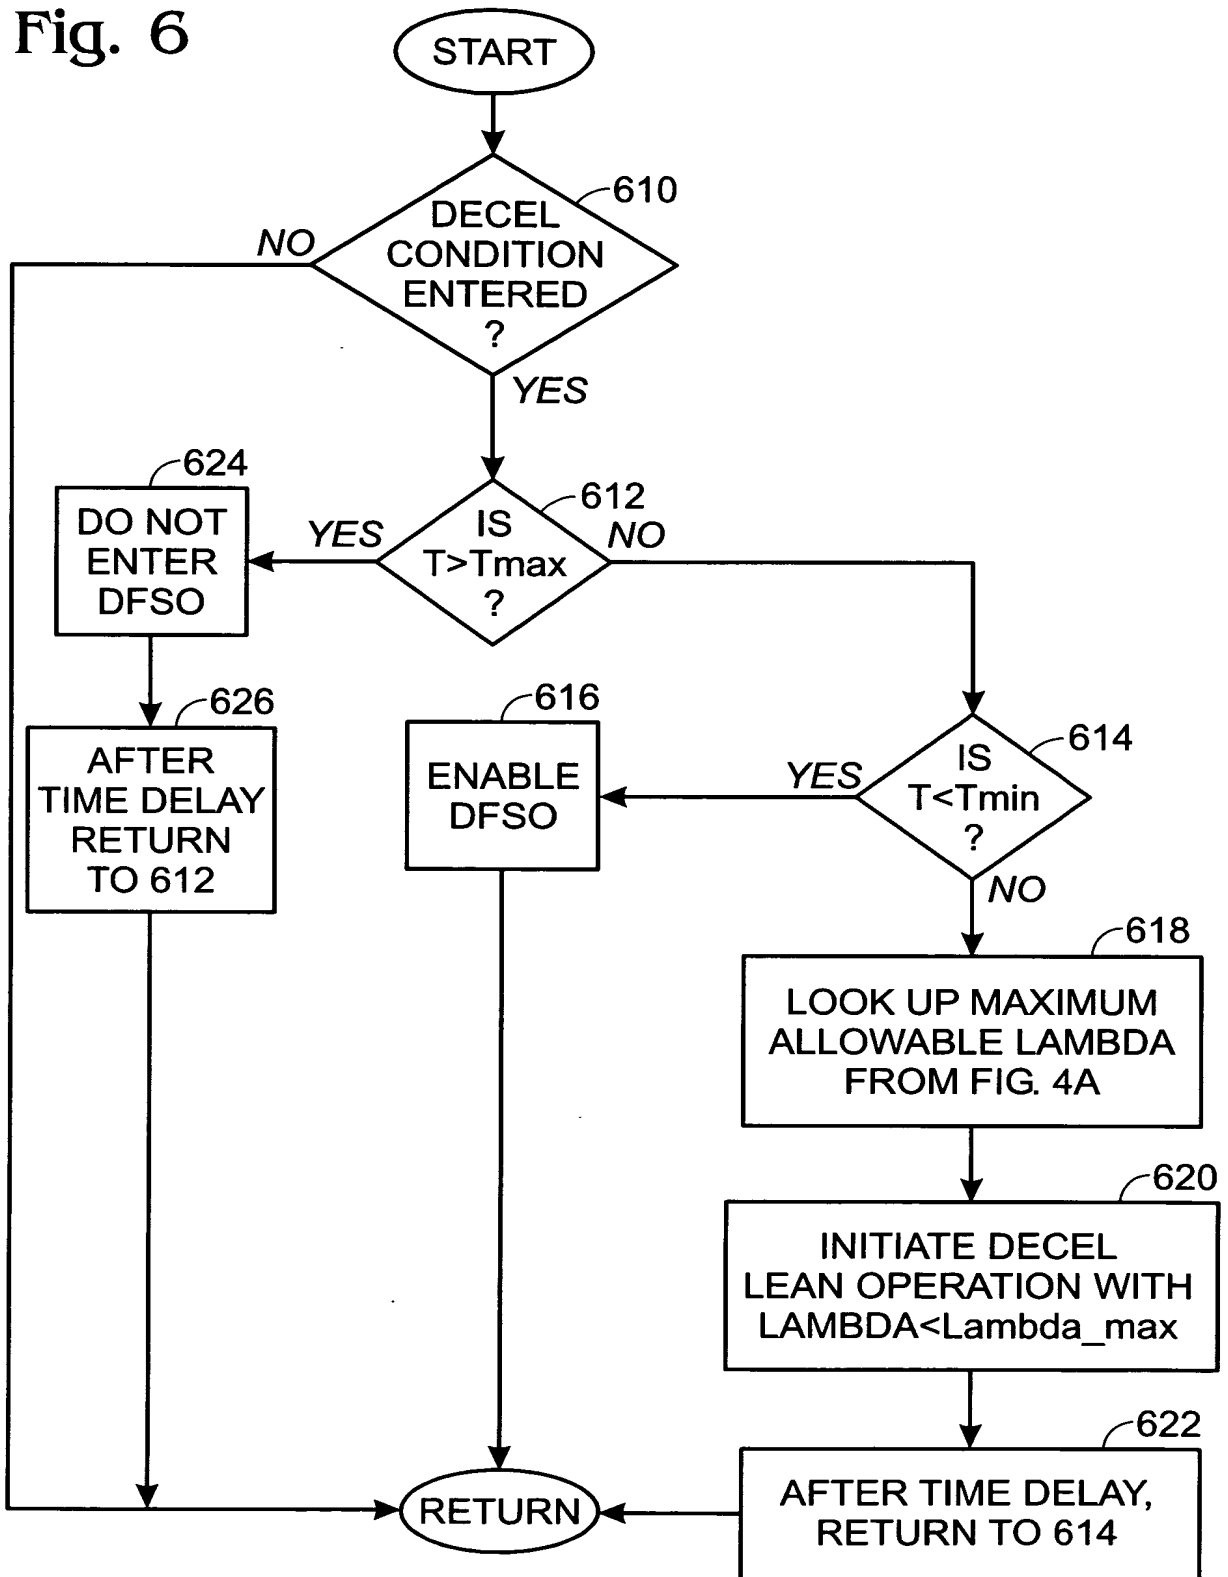 Fig. 6
START
610
DECEL
CONDITION
ENTERED
?
NO
YES
624
DO NOT
ENTER
DFSO
YES
612
IS
T>Tmax
?
NO
626
AFTER
TIME DELAY
RETURN
TO 612
616
ENABLE
DFSO
YES
614
IS
T<Tmin
?
NO
618
LOOK UP MAXIMUM
ALLOWABLE LAMBDA
FROM FIG. 4A
620
INITIATE DECEL
LEAN OPERATION WITH
LAMBDA<Lambda_max
622
AFTER TIME DELAY,
RETURN TO 614
RETURN